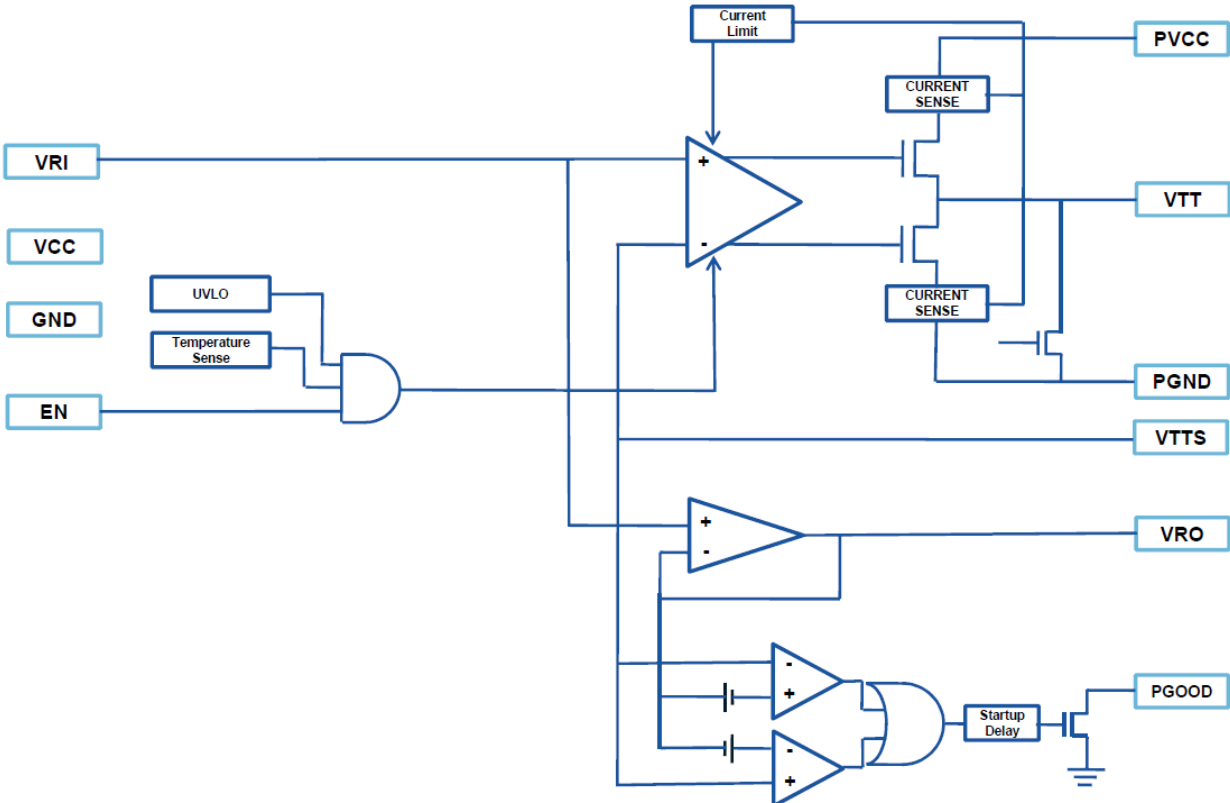 Current
Limit
PVCC
CURRENT
SENSE
VRI
+
VTT
VCC
-
UVLO
CURRENT
SENSE
GND
Temperature
Sense
PGND
EN
VTTS
+
VRO
-
-
+
PGOOD
Startup
Delay
-
+